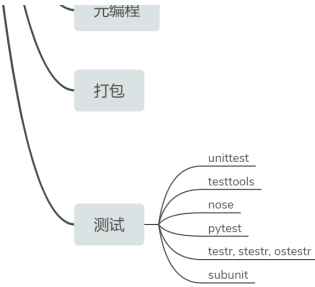 元编程
打包
测试
unittest
testtools
nose
pytest
testr, stestr, ostestr
subunit